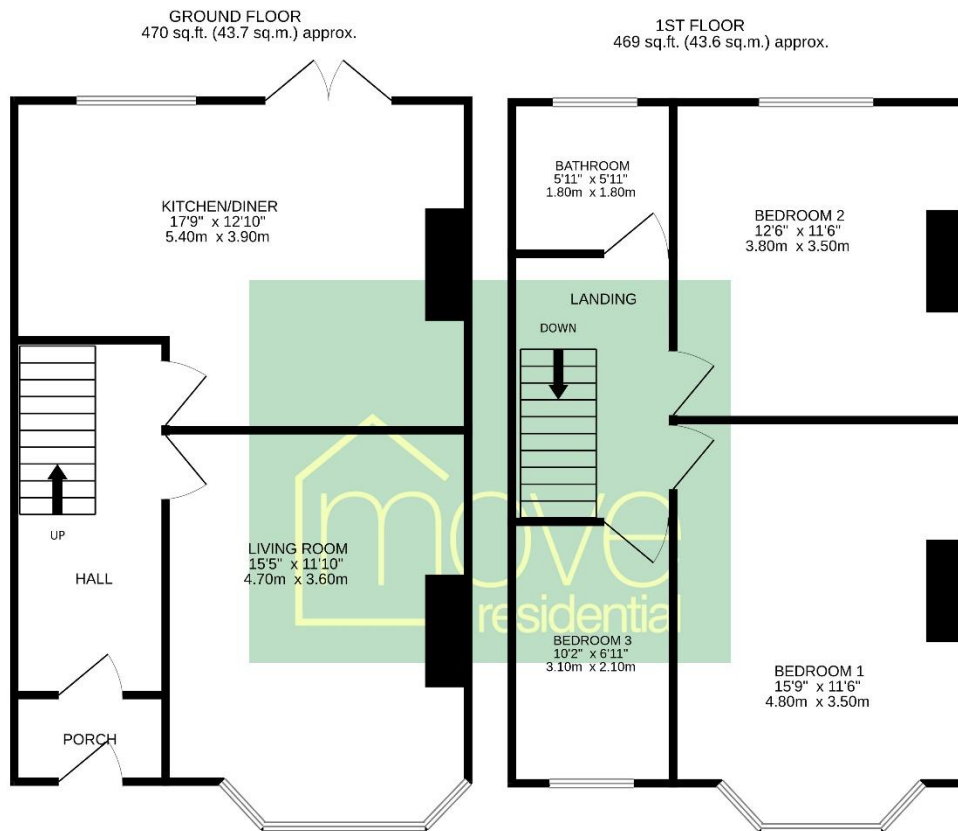 GROUND FLOOR
470 sq.ft. (43.7 sq.m.) approx.
KITCHEN/DINER
17'9" x 12'10"
5.40m x 3.90m
UP
HALL
LIVING ROOM
15'5" x 11'10"
4.70m x 3.60m
PORCH
1ST FLOOR
469 sq.ft. (43.6 sq.m.) approx.
BATHROOM
5'11" x 5'11"
1.80m x 1.80m
BEDROOM 2
12'6" x 11'6"
3.80m x 3.50m
LANDING
DOWN
BEDROOM 3
10'2" x 6'11"
3.10m x 2.10m
BEDROOM 1
15'9" x 11'6"
4.80m x 3.50m
move
residential